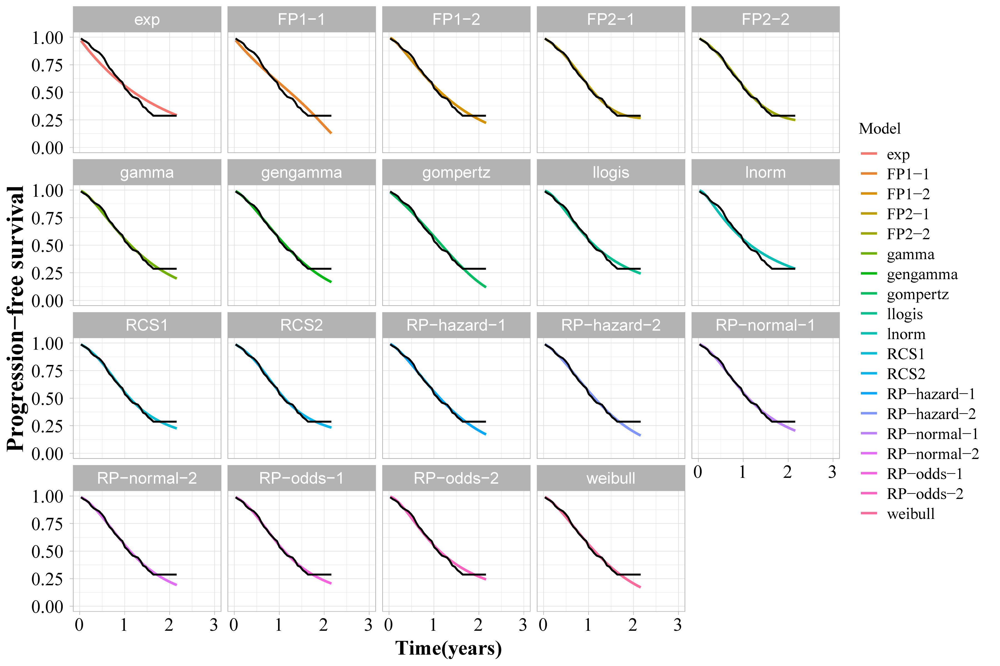 exp FP1−1 FP1−2 FP2−1 FP2−2
1.00
0.75
0.50
0.25
0.00
gamma gengamma gompertz llogis lnorm
1.00
0.75
0.50
0.25
0.00
RCS1 RCS2 RP−hazard−1 RP−hazard−2 RP−normal−1
1.00
0.75
0.50
0.25
0.00
0 1 2 3
RP−normal−2 RP−odds−1 RP−odds−2 weibull
1.00
0.75
0.50
0.25
0.00
0 1 2 3 0 1 2 3 0 1 2 3 0 1 2 3
Time(years)
Progression−free survival
Model
exp
FP1−1
FP1−2
FP2−1
FP2−2
gamma
gengamma
gompertz
llogis
lnorm
RCS1
RCS2
RP−hazard−1
RP−hazard−2
RP−normal−1
RP−normal−2
RP−odds−1
RP−odds−2
weibull